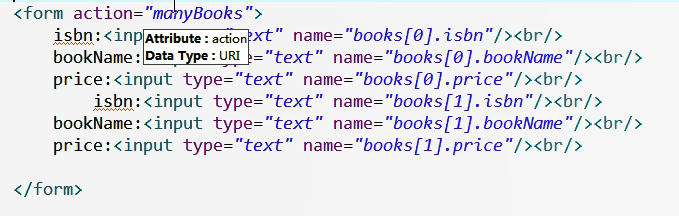 <form action="manyBooks">
isbn:<inp "text" name="books[0].isbn"/><br/>
Attribute : action
bookName: "text" name="books[0].bookName"/><br/>
Data Type : URI
price:<input type="text" name="books[0].price"/><br/>
isbn:<input type="text" name="books[1].isbn"/><br/>
bookName:<input type="text" name="books[1].bookName"/><br/>
price:<input type="text" name="books[1].price"/><br/>
</form>